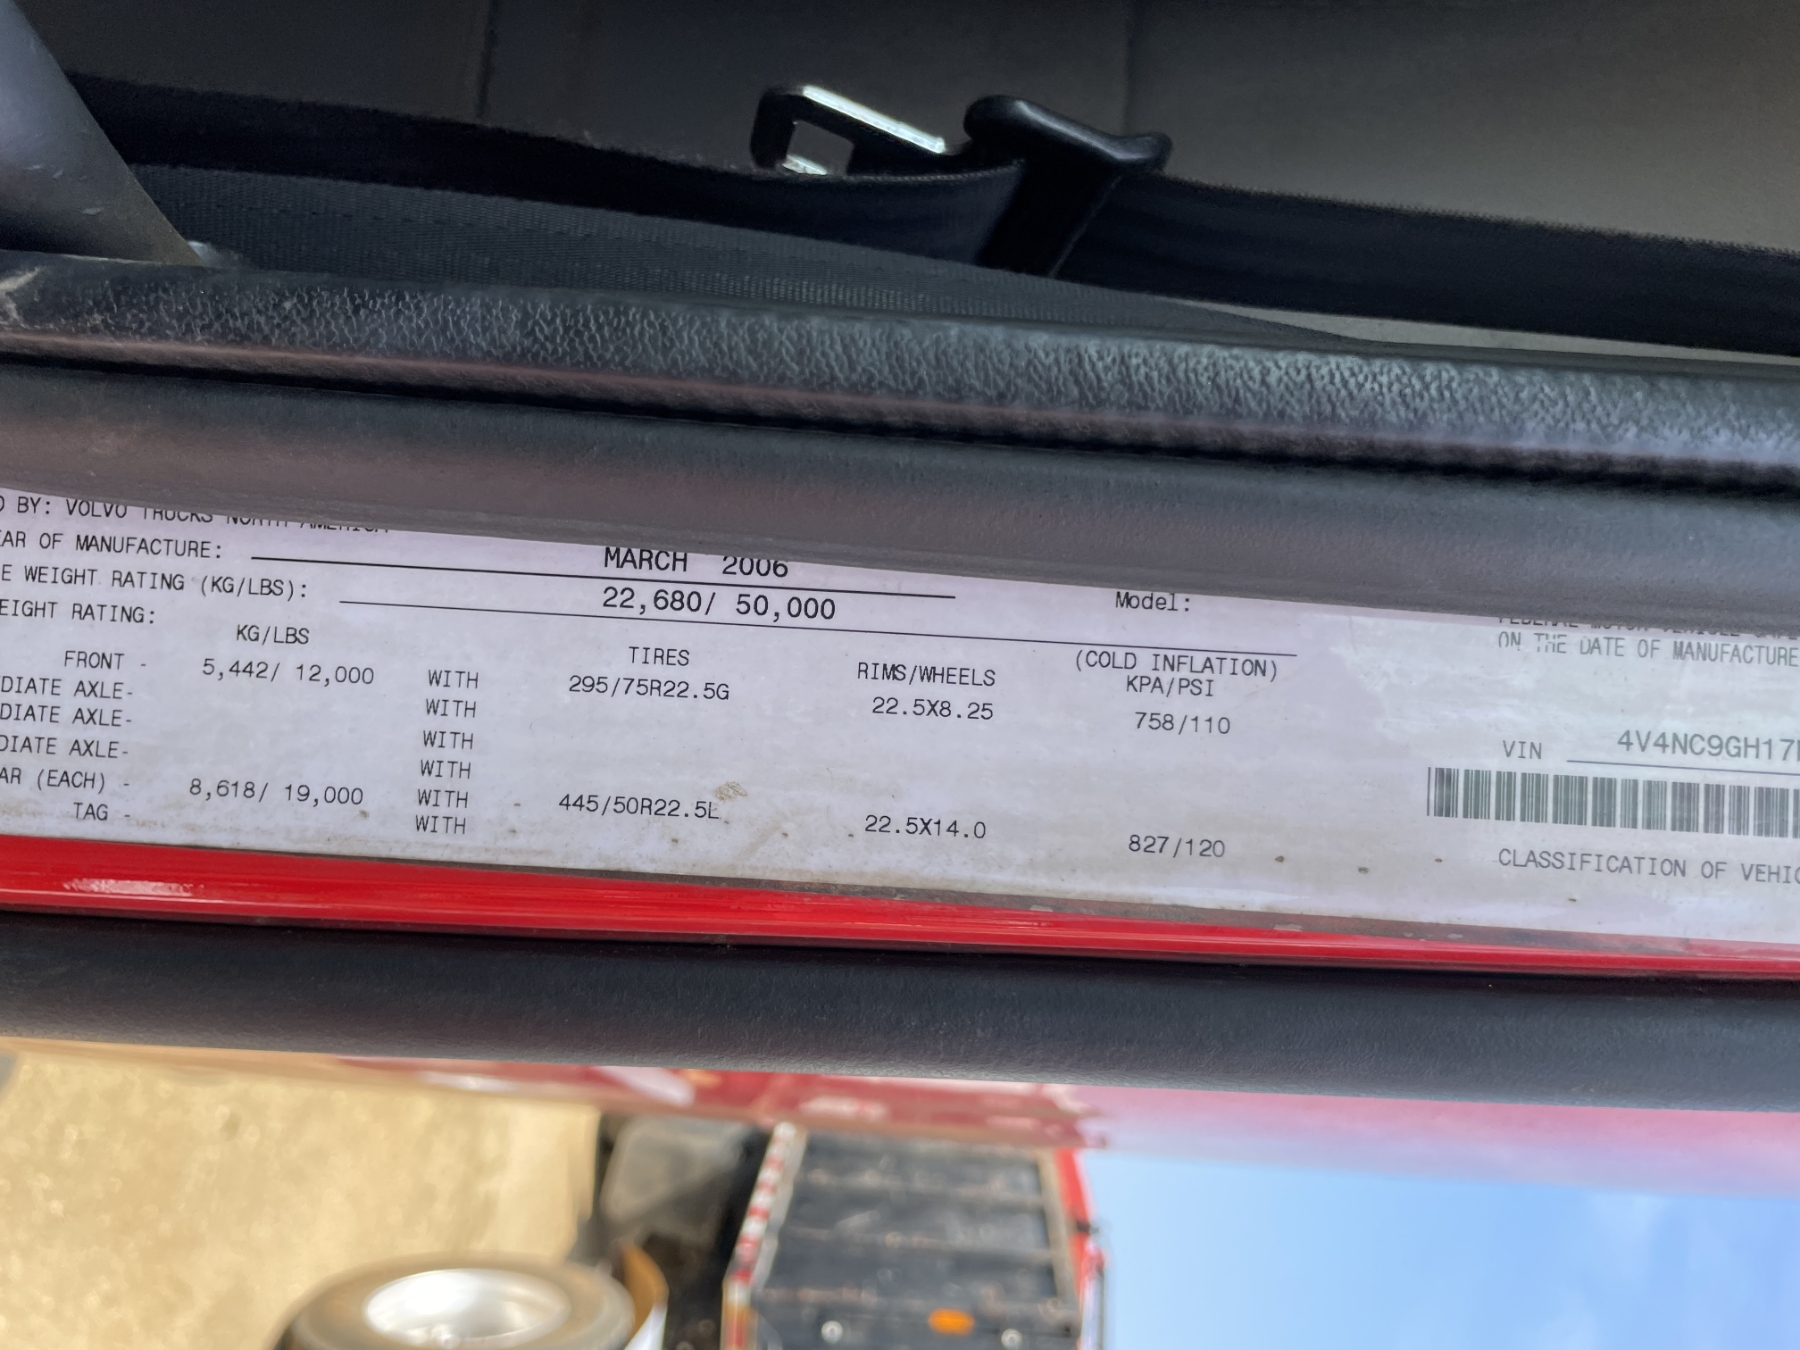 BY: VOLVO TRUCKS NORTH AMERICA
EAR OF MANUFACTURE: MARCH 2006
E WEIGHT RATING (KG/LBS): 22,680/ 50,000 Model:
EIGHT RATING:
KG/LBS TIRES RIMS/WHEELS (COLD INFLATION)
KPA/PSI
FRONT - 5,442/ 12,000 WITH 295/75R22.5G 22.5X8.25 758/110
DIATE AXLE- WITH
DIATE AXLE- WITH
DIATE AXLE- WITH
AR (EACH) - 8,618/ 19,000 WITH 445/50R22.5L 22.5X14.0 827/120
TAG - WITH
ON THE DATE OF MANUFACTURE
VIN 4V4NC9GH17
CLASSIFICATION OF VEHIC